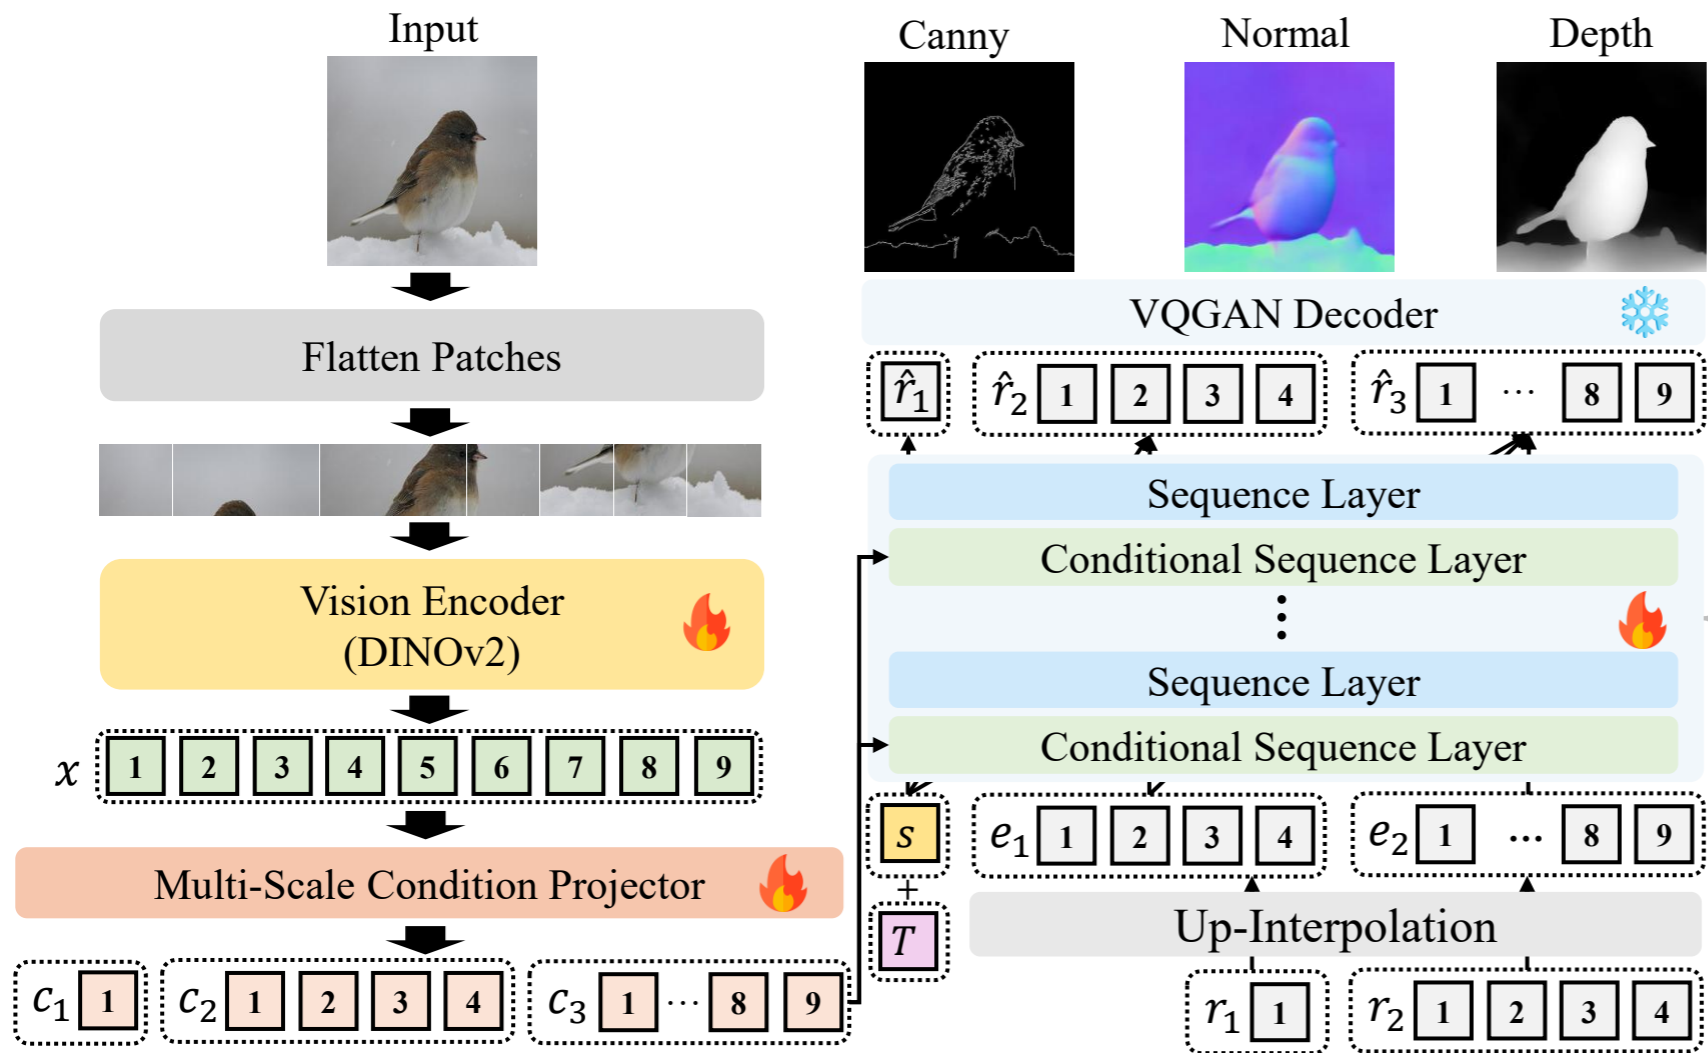 Input
Flatten Patches
Vision Encoder
(DINOv2)
x 1 2 3 4 5 6 7 8 9
Multi-Scale Condition Projector
c₁ 1 c₂ 1 2 3 4 c₃ 1 ⋯ 8 9
Canny Normal Depth
VQGAN Decoder
r̂₁ r̂₂ 1 2 3 4 r̂₃ 1 ⋯ 8 9
Sequence Layer
Conditional Sequence Layer
⋮
Sequence Layer
Conditional Sequence Layer
s e₁ 1 2 3 4 e₂ 1 ... 8 9
+
T
Up-Interpolation
r₁ 1 r₂ 1 2 3 4